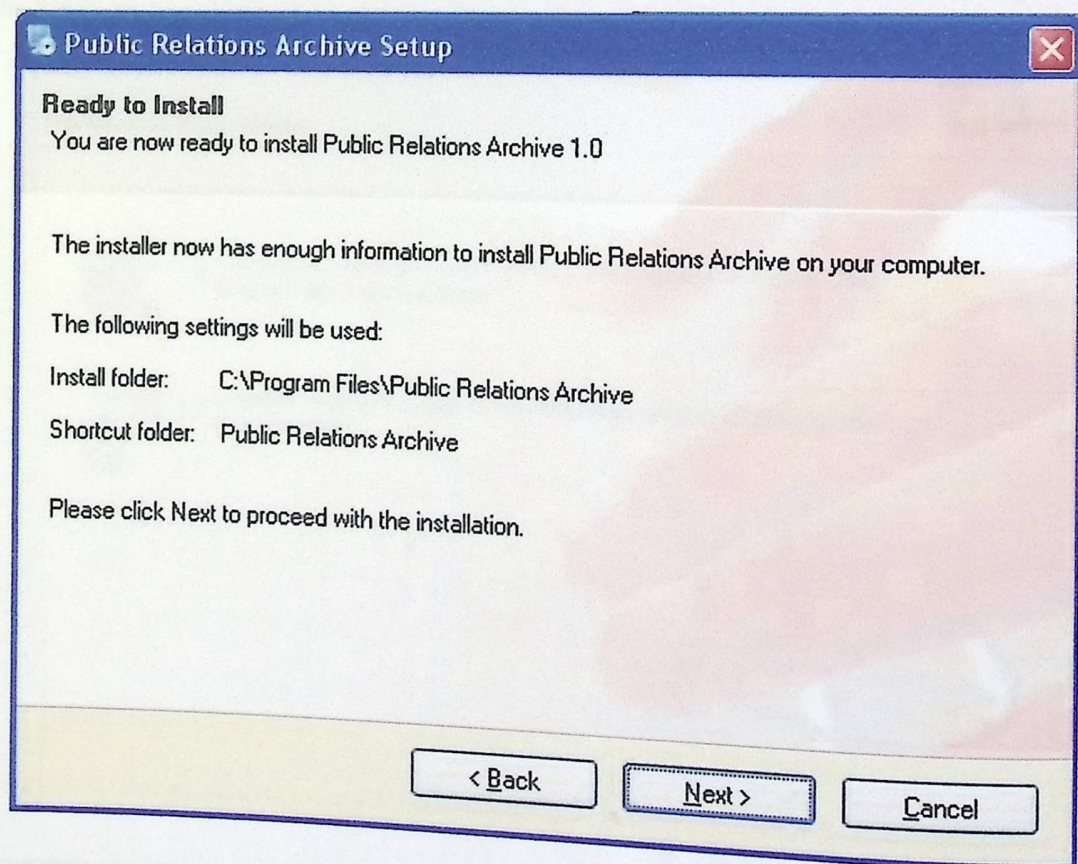 Public Relations Archive Setup
Ready to Install
You are now ready to install Public Relations Archive 1.0
The installer now has enough information to install Public Relations Archive on your computer.
The following settings will be used:
Install folder: C:\Program Files\Public Relations Archive
Shortcut folder: Public Relations Archive
Please click Next to proceed with the installation.
< Back Next > Cancel